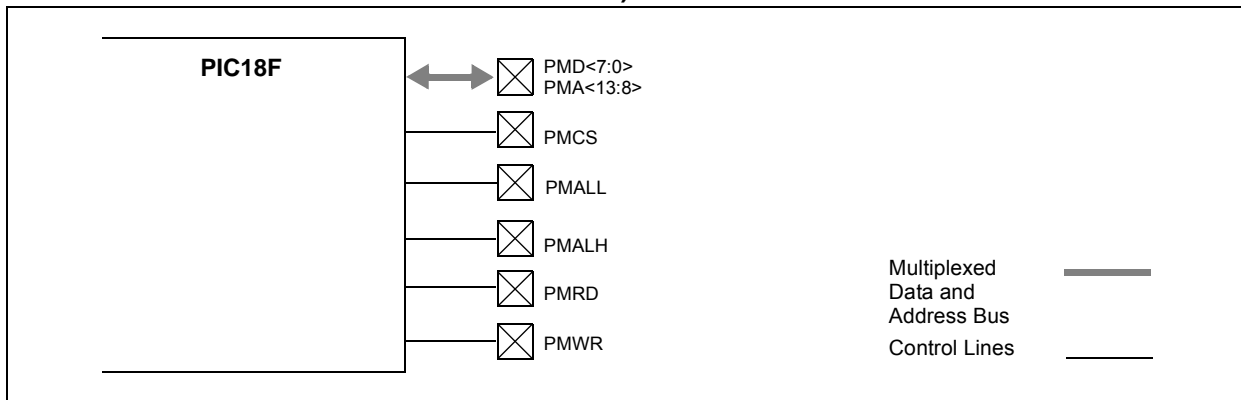 PIC18F
PMD<7:0>
PMA<13:8>
PMCS
PMALL
PMALH
PMRD
PMWR
Multiplexed
Data and
Address Bus
Control Lines